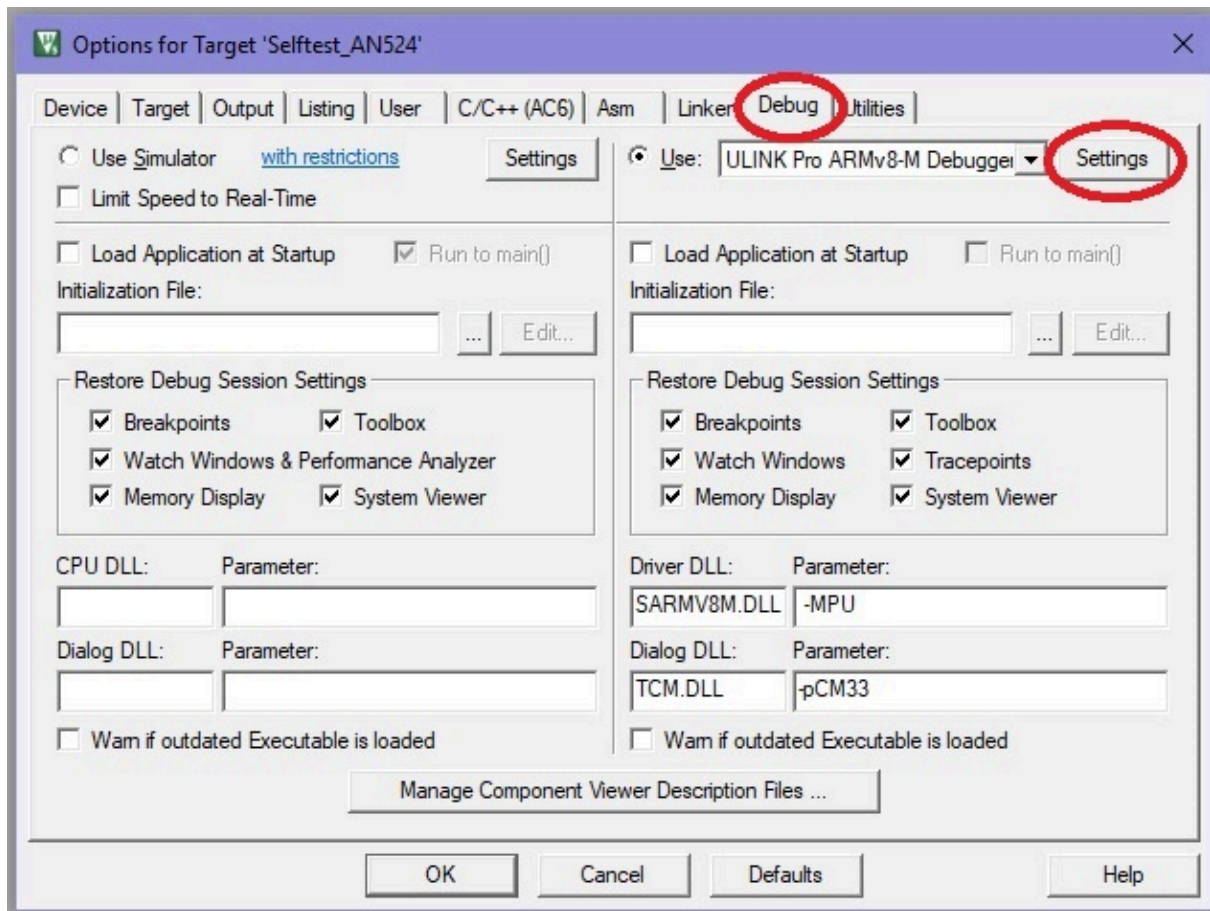 Options for Target 'Selftest_AN524'
Device Target Output Listing User C/C++ (AC6) Asm Linker Debug Utilities
Use Simulator with restrictions Settings
Limit Speed to Real-Time
Load Application at Startup Run to main()
Initialization File:
... Edit...
Restore Debug Session Settings
Breakpoints Toolbox
Watch Windows & Performance Analyzer
Memory Display System Viewer
CPU DLL: Parameter:
Dialog DLL: Parameter:
Warn if outdated Executable is loaded
Use: ULINK Pro ARMv8-M Debugger Settings
Load Application at Startup Run to main()
Initialization File:
... Edit...
Restore Debug Session Settings
Breakpoints Toolbox
Watch Windows Tracepoints
Memory Display System Viewer
Driver DLL: Parameter:
SARMV8M.DLL -MPU
Dialog DLL: Parameter:
TCM.DLL -pCM33
Warn if outdated Executable is loaded
Manage Component Viewer Description Files ...
OK Cancel Defaults Help